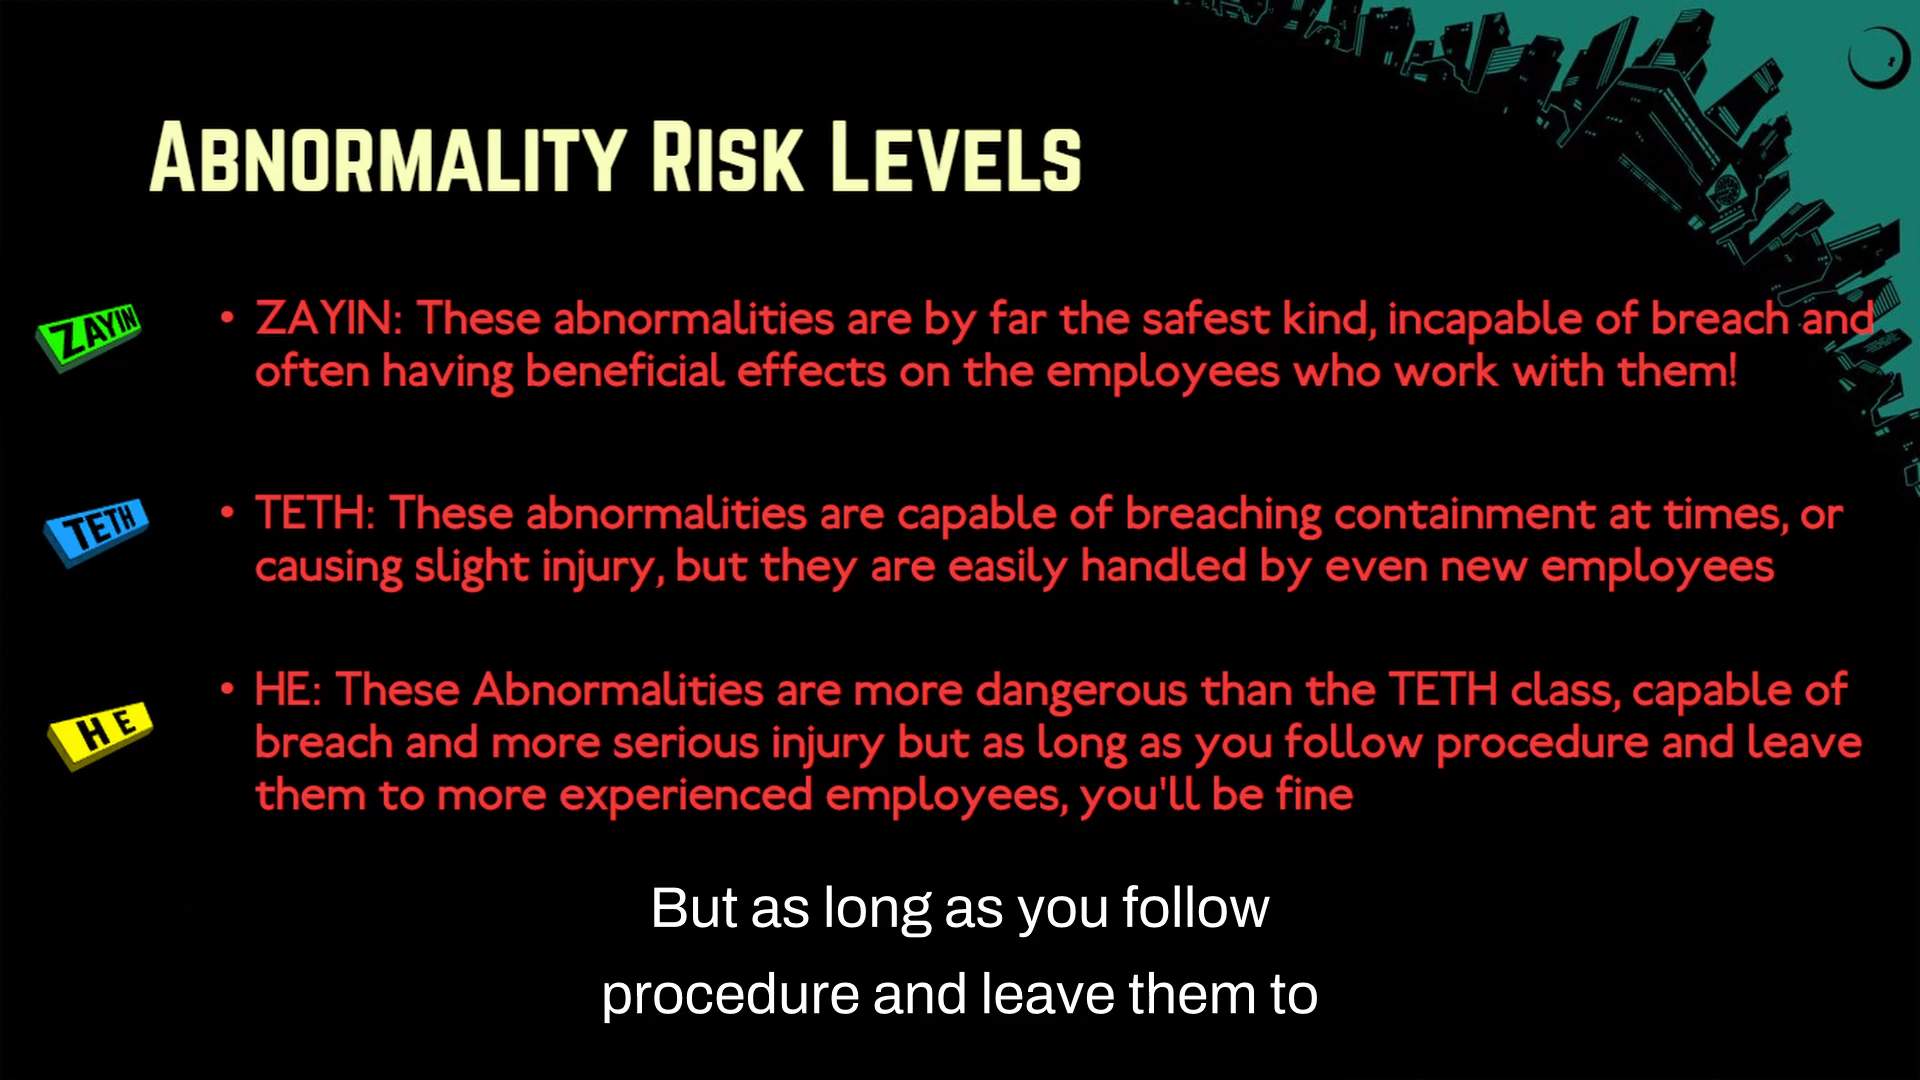 Abnormality Risk Levels
ZAYIN
• ZAYIN: These abnormalities are by far the safest kind, incapable of breach and
often having beneficial effects on the employees who work with them!
TETH
• TETH: These abnormalities are capable of breaching containment at times, or
causing slight injury, but they are easily handled by even new employees
HE
• HE: These Abnormalities are more dangerous than the TETH class, capable of
breach and more serious injury but as long as you follow procedure and leave
them to more experienced employees, you'll be fine
But as long as you follow
procedure and leave them to